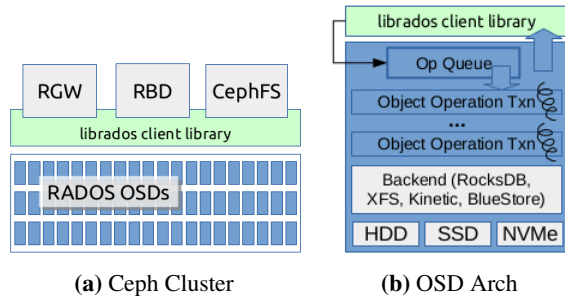 RGW
RBD
CephFS
librados client library
RADOS OSDs
(a) Ceph Cluster
librados client library
Op Queue
Object Operation Txn
...
Object Operation Txn
Backend (RocksDB,
XFS, Kinetic, BlueStore)
HDD
SSD
NVMe
(b) OSD Arch